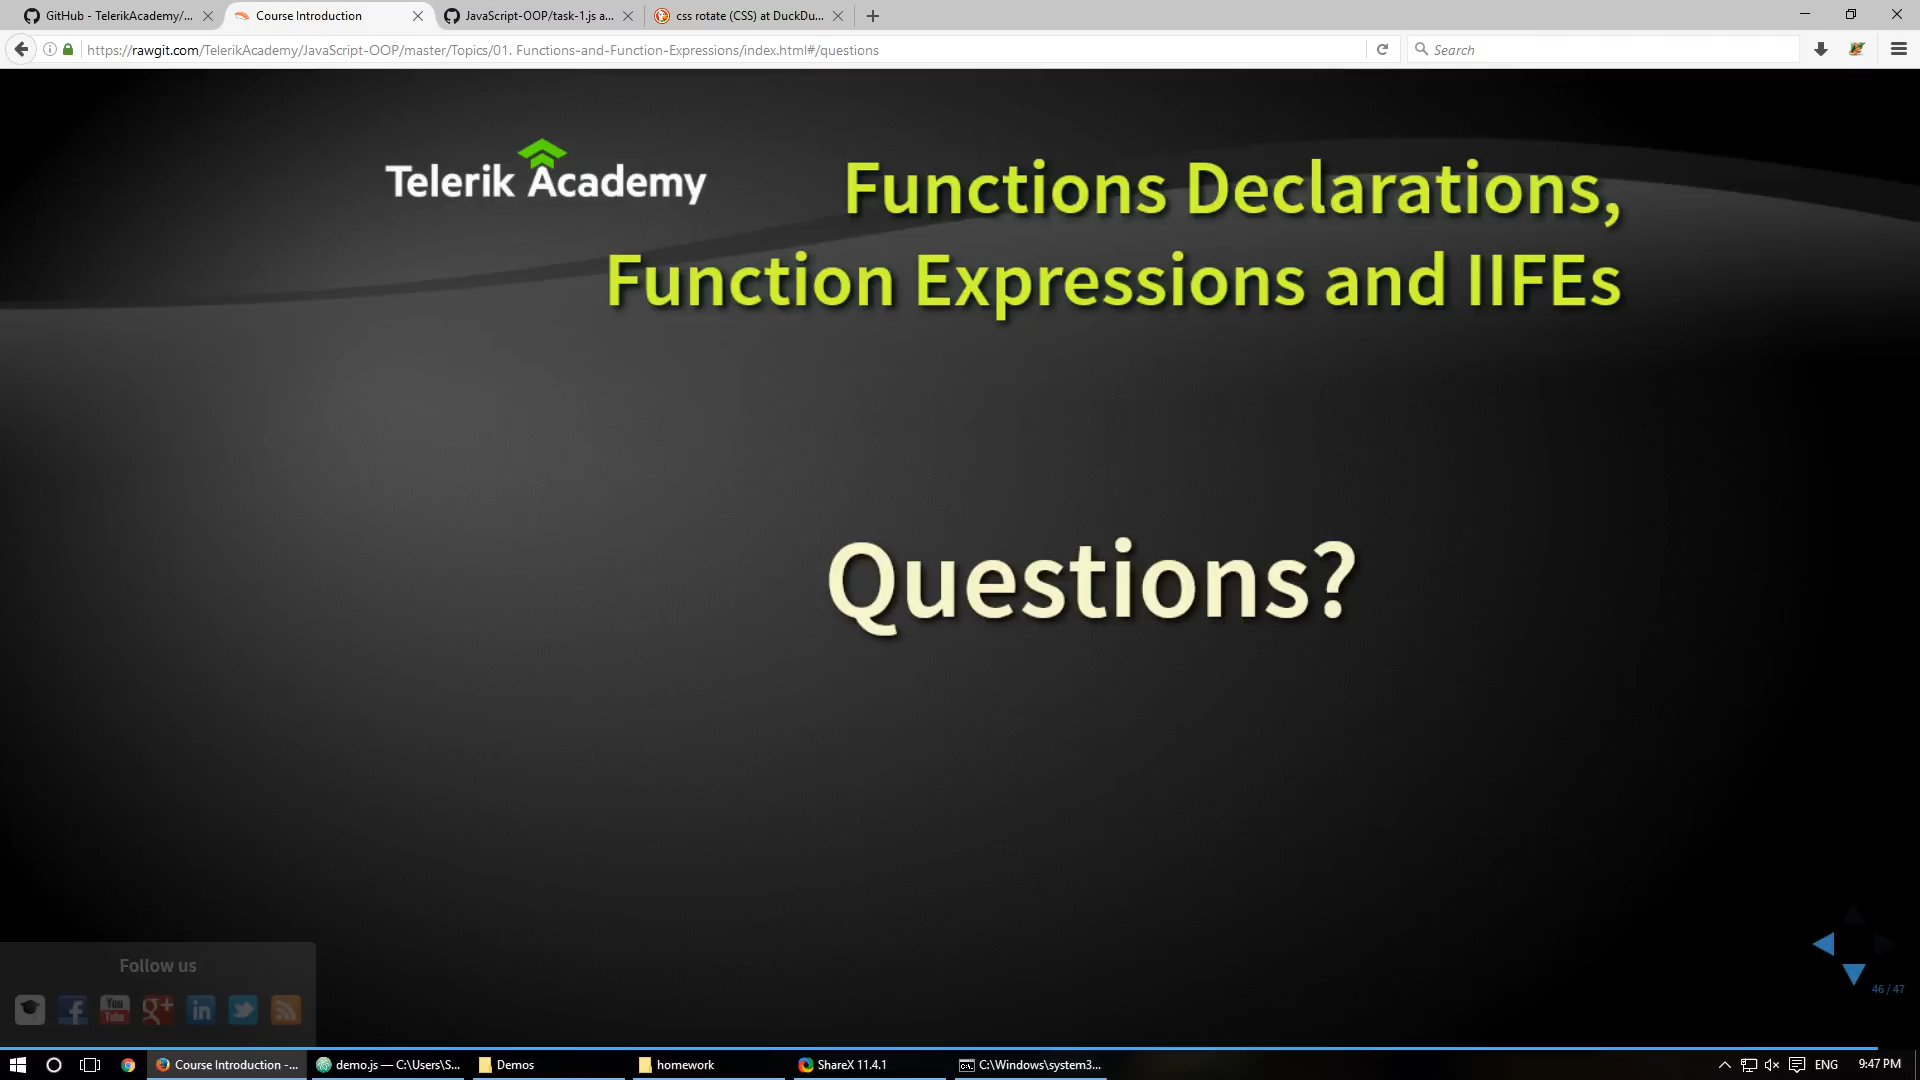 GitHub - TelerikAcademy/...
Course Introduction
JavaScript-OOP/task-1.js a...
css rotate (CSS) at DuckDu...
https://rawgit.com/TelerikAcademy/JavaScript-OOP/master/Topics/01. Functions-and-Function-Expressions/index.html#/questions
Search
Telerik Academy
Functions Declarations,
Function Expressions and IIFEs
Questions?
Follow us
You
Tube
g+
in
46 / 47
Course Introduction -...
demo.js — C:\Users\S...
Demos
homework
ShareX 11.4.1
C:\Windows\system3...
ENG
9:47 PM